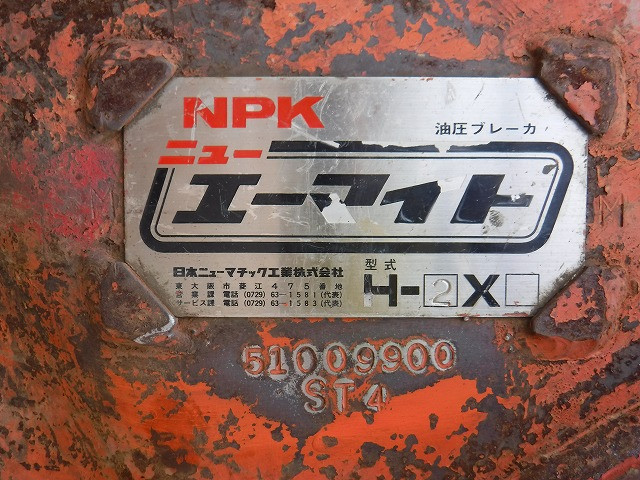 NPK
油圧ブレーカ
ニュー
エーマイト
日本ニューマチック工業株式会社
東大阪市菱江475番地
営業課 電話 (0729) 63-1581 (代表)
サービス課 電話 (0729) 63-1583 (代表)
型式
H-2X
51009900
ST4